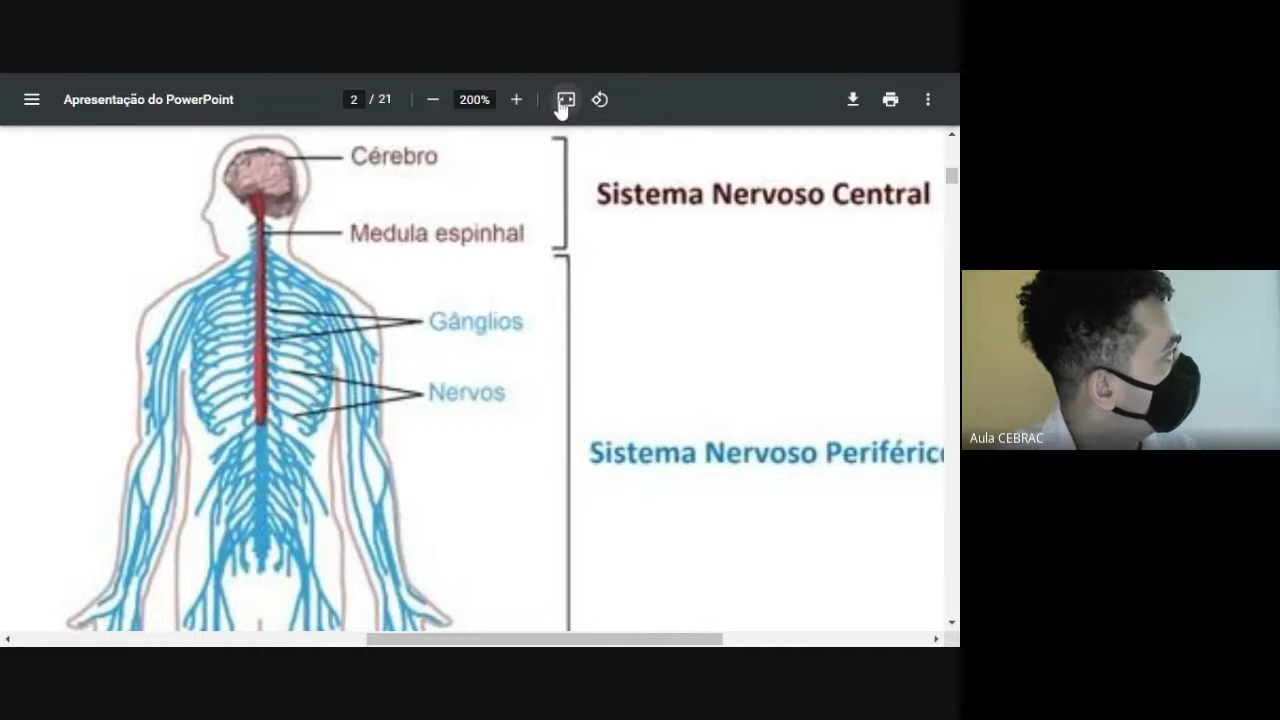 Apresentação do PowerPoint
2 / 21
200%
Cérebro
Sistema Nervoso Central
Medula espinhal
Gânglios
Nervos
Sistema Nervoso Periféric
Aula CEBRAC